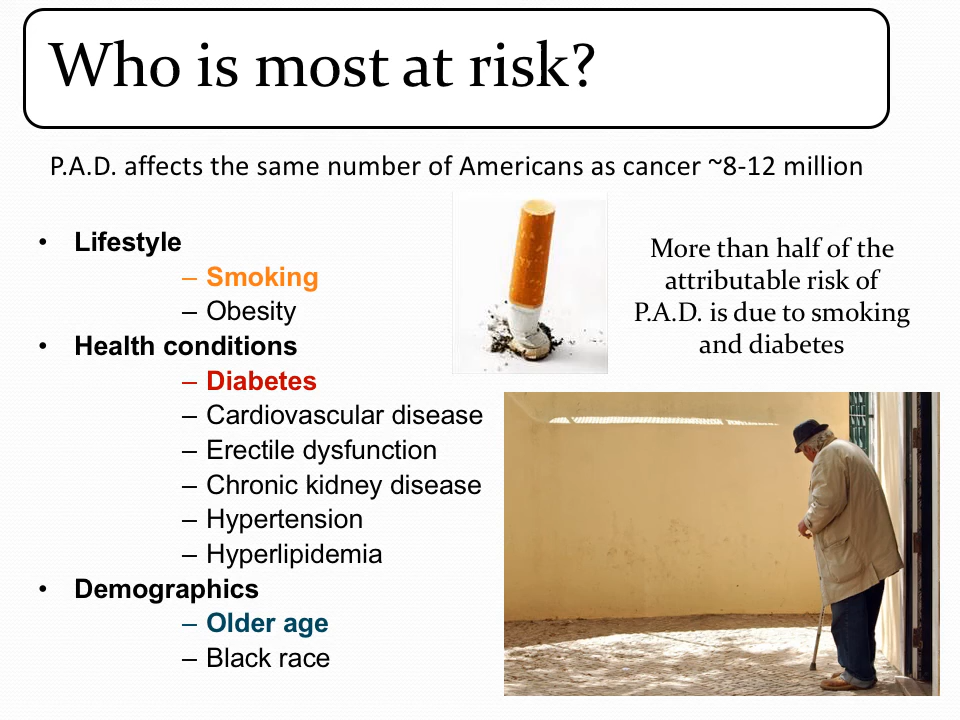 Who is most at risk?
P.A.D. affects the same number of Americans as cancer ~8-12 million
• Lifestyle
– Smoking
– Obesity
• Health conditions
– Diabetes
– Cardiovascular disease
– Erectile dysfunction
– Chronic kidney disease
– Hypertension
– Hyperlipidemia
• Demographics
– Older age
– Black race
More than half of the
attributable risk of
P.A.D. is due to smoking
and diabetes